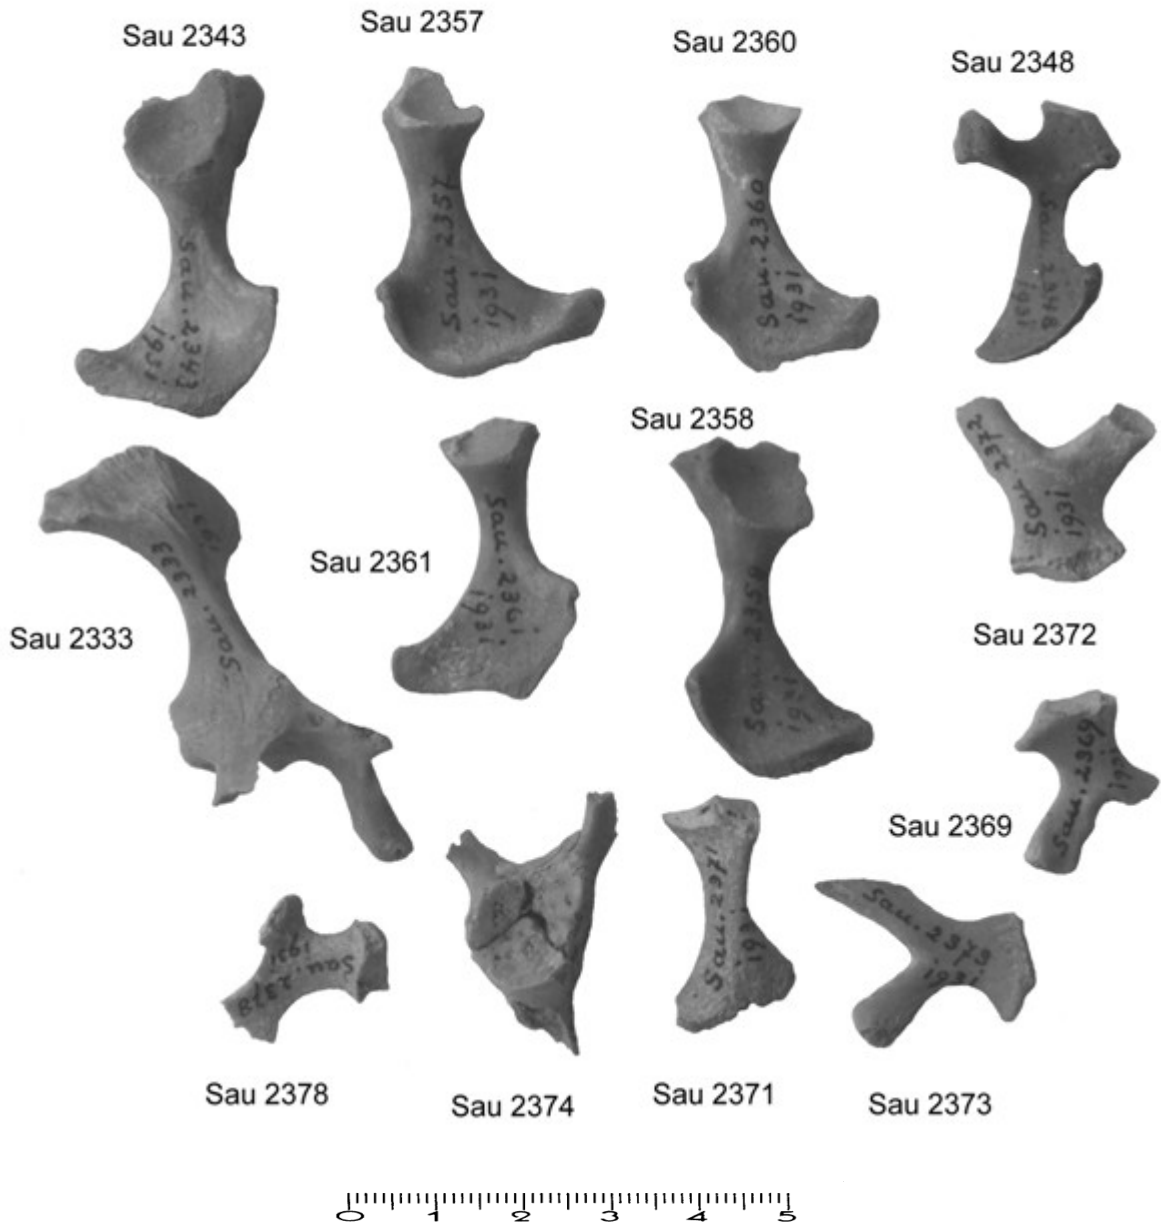 Sau 2343
Sau 2357
Sau 2360
Sau 2348
Sau. 2343
1931
Sau 2357
1931
Sau. 2360
1931
Sau. 2348
1931
Sau 2358
Sau. 2372
1931
Sau. 2333
1931
Sau 2361
Sau. 2361
1931
Sau. 2358
1931
Sau 2333
Sau 2372
Sau. 2369
1931
Sau 2369
Sau. 2378
1931
Sau. 2371
1931
Sau. 2373
1931
Sau 2378
Sau 2374
Sau 2371
Sau 2373
0 1 2 3 4 5